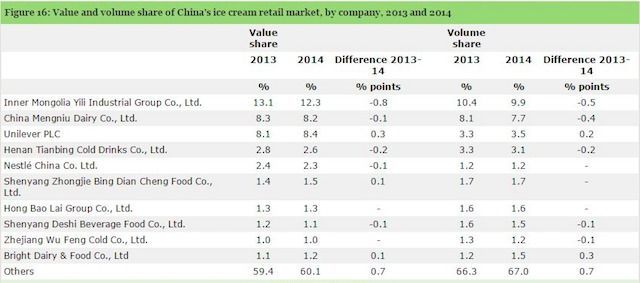 Figure 16: Value and volume share of China's ice cream retail market, by company, 2013 and 2014
Value share Volume share
2013 2014 Difference 2013-14 2013 2014 Difference 2013-14
% % % points % % % points
Inner Mongolia Yili Industrial Group Co., Ltd. 13.1 12.3 -0.8 10.4 9.9 -0.5
China Mengniu Dairy Co., Ltd. 8.3 8.2 -0.1 8.1 7.7 -0.4
Unilever PLC 8.1 8.4 0.3 3.3 3.5 0.2
Henan Tianbing Cold Drinks Co., Ltd. 2.8 2.6 -0.2 3.3 3.1 -0.2
Nestlé China Co. Ltd. 2.4 2.3 -0.1 1.2 1.2 -
Shenyang Zhongjie Bing Dian Cheng Food Co., Ltd. 1.4 1.5 0.1 1.7 1.7 -
Hong Bao Lai Group Co., Ltd. 1.3 1.3 - 1.6 1.6 -
Shenyang Deshi Beverage Food Co., Ltd. 1.2 1.1 -0.1 1.6 1.5 -0.1
Zhejiang Wu Feng Cold Co., Ltd. 1.0 1.0 - 1.3 1.2 -0.1
Bright Dairy & Food Co., Ltd 1.1 1.2 0.1 1.2 1.5 0.3
Others 59.4 60.1 0.7 66.3 67.0 0.7